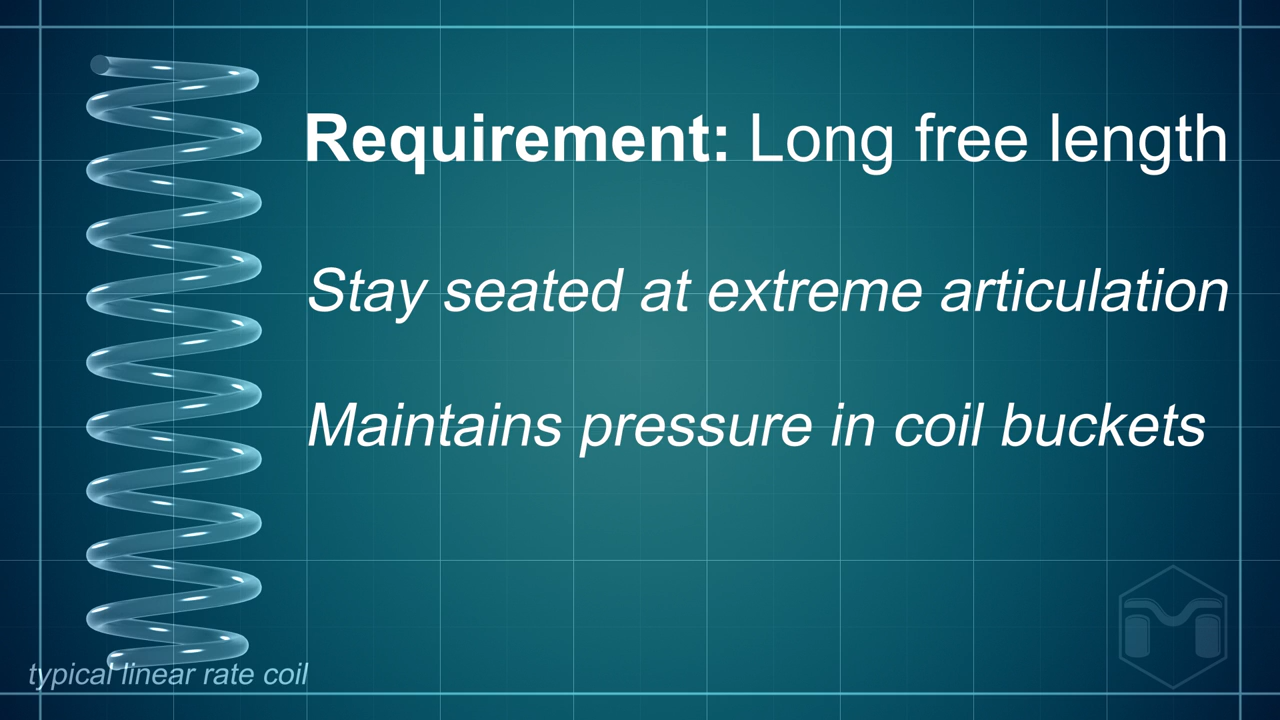 Requirement: Long free length
Stay seated at extreme articulation
Maintains pressure in coil buckets
typical linear rate coil